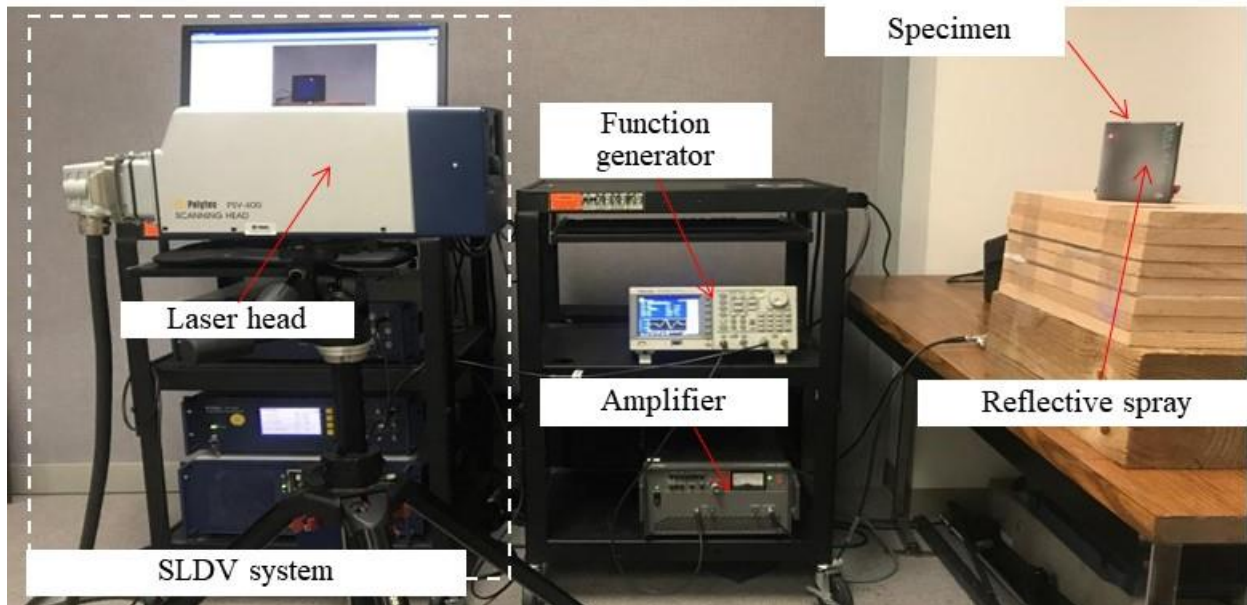 Specimen
Function
generator
Polytec PSV-400
SCANNING HEAD
Laser head
Amplifier
Reflective spray
SLDV system